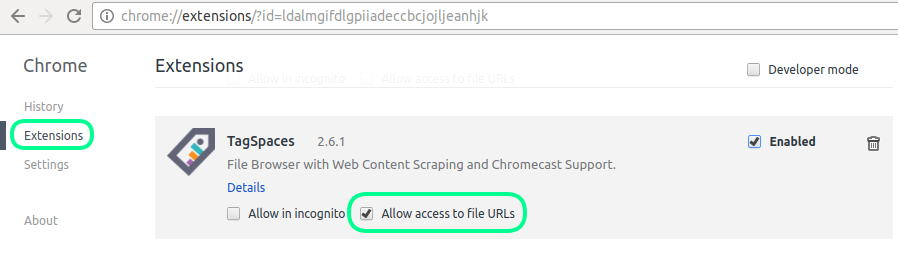 chrome://extensions/?id=ldalmgifdlgpiiadeccbcjojljeanhjk
Chrome
Extensions
Allow in incognito Allow access to file URLs
Developer mode
History
Extensions
Settings
About
TagSpaces 2.6.1 Enabled
File Browser with Web Content Scraping and Chromecast Support.
Details
Allow in incognito Allow access to file URLs